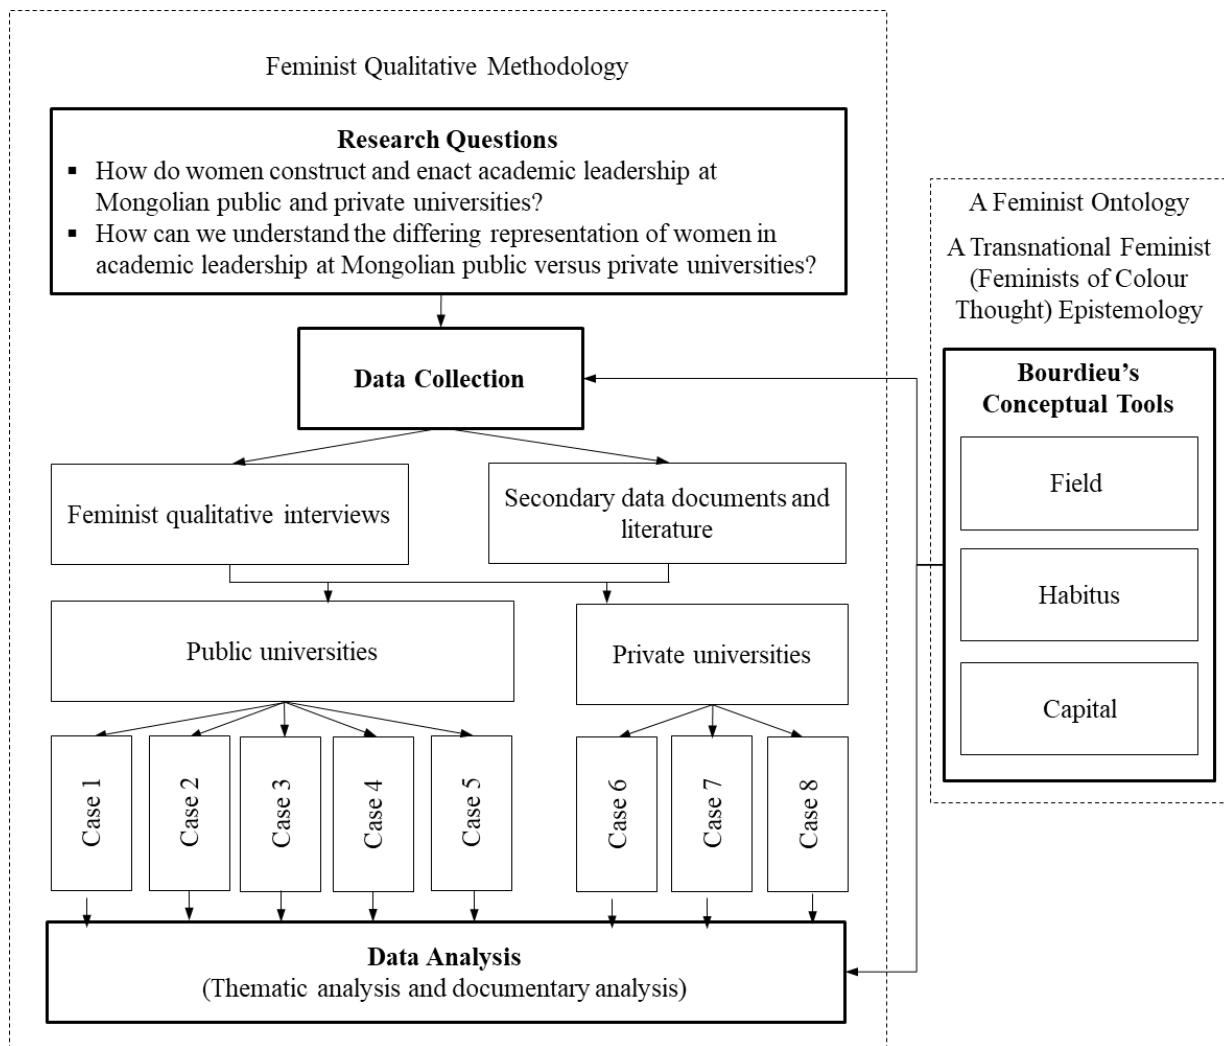 Feminist Qualitative Methodology
Research Questions
▪ How do women construct and enact academic leadership at
Mongolian public and private universities?
▪ How can we understand the differing representation of women in
academic leadership at Mongolian public versus private universities?
Data Collection
Feminist qualitative interviews
Secondary data documents and
literature
Public universities
Private universities
Case 1
Case 2
Case 3
Case 4
Case 5
Case 6
Case 7
Case 8
Data Analysis
(Thematic analysis and documentary analysis)
A Feminist Ontology
A Transnational Feminist
(Feminists of Colour
Thought) Epistemology
Bourdieu’s
Conceptual Tools
Field
Habitus
Capital